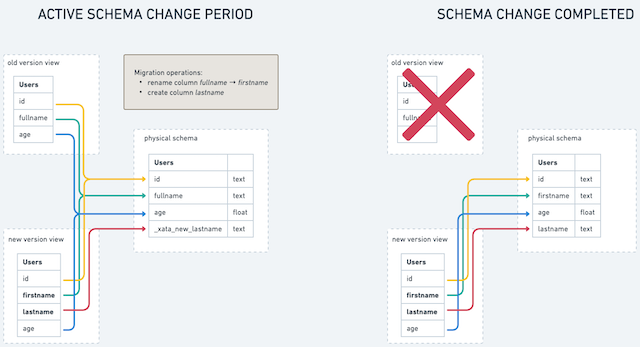 ACTIVE SCHEMA CHANGE PERIOD
old version view
Users
id
fullname
age
Migration operations:
• rename column fullname → firstname
• create column lastname
physical schema
Users
id text
fullname text
age float
_xata_new_lastname text
new version view
Users
id
firstname
lastname
age
SCHEMA CHANGE COMPLETED
old version view
Users
id
physical schema
Users
id text
firstname text
age float
lastname text
new version view
Users
id
firstname
lastname
age